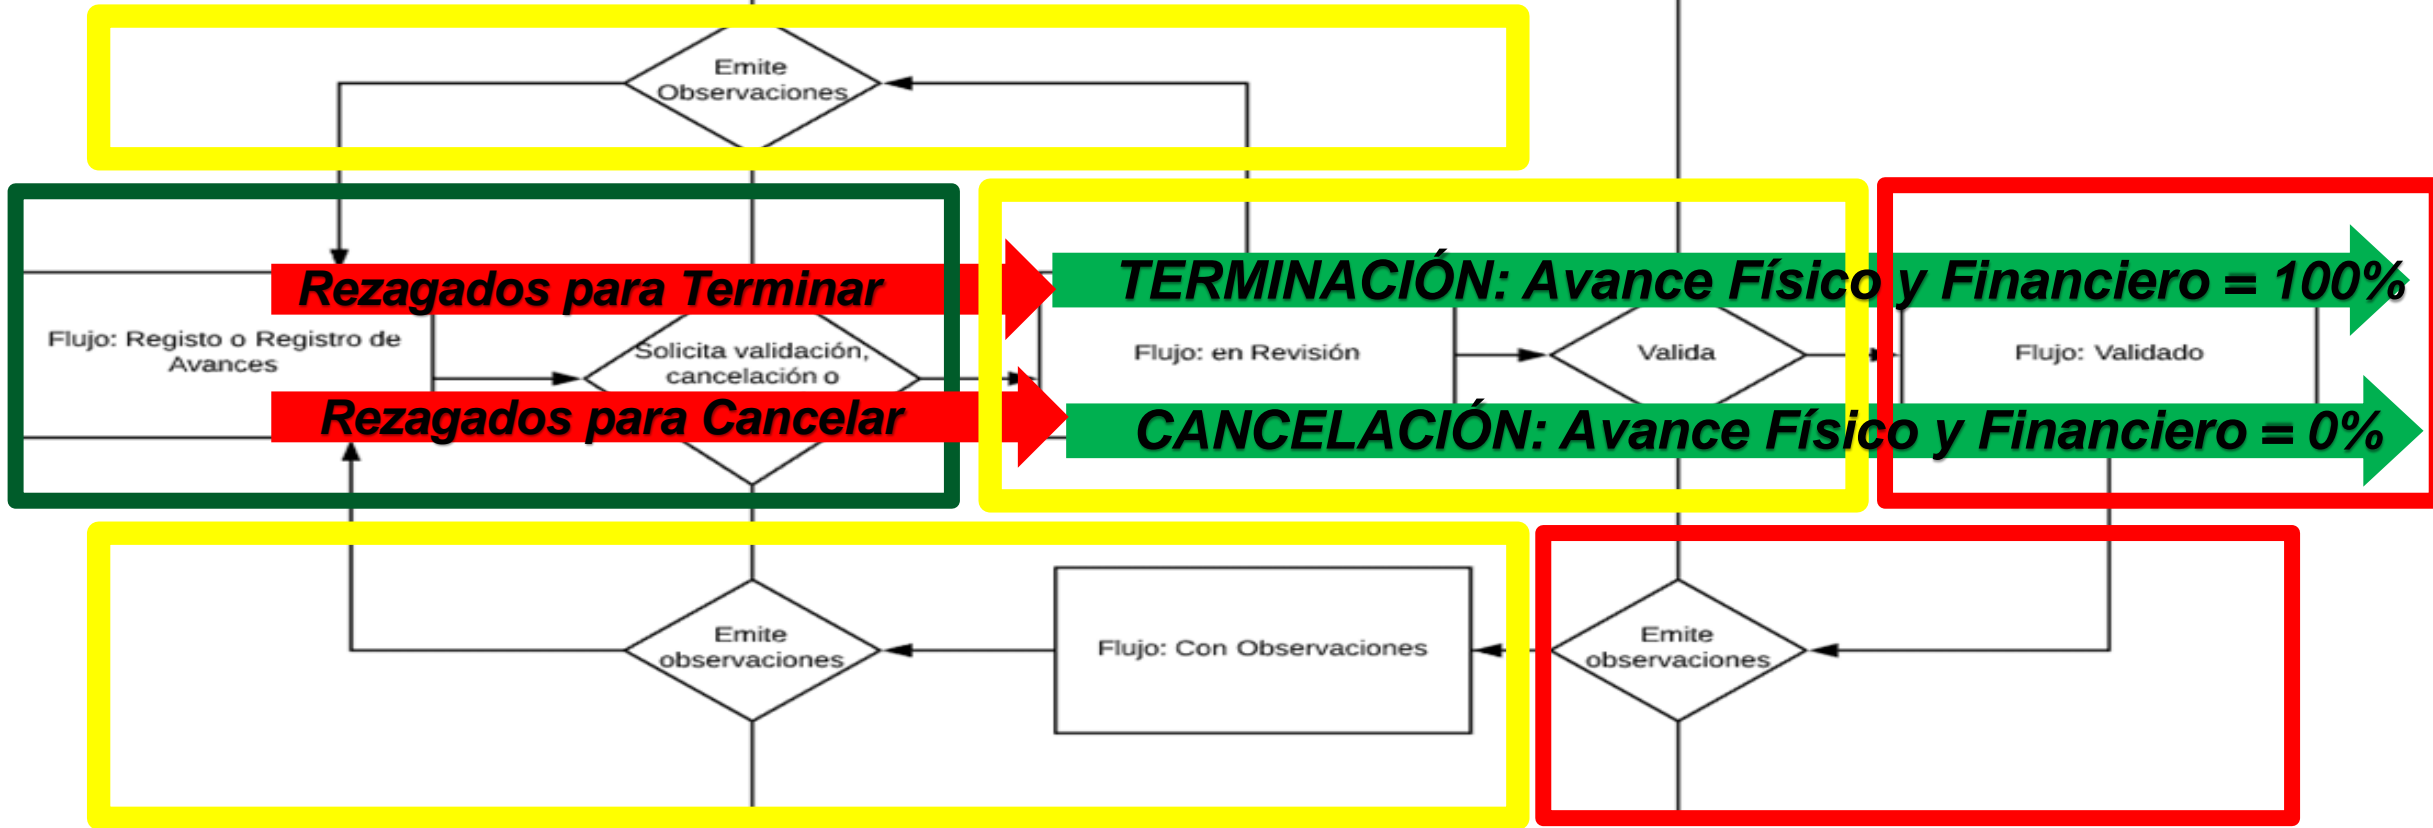 Emite
Observaciones
Rezagados para Terminar
TERMINACIÓN: Avance Físico y Financiero = 100%
Flujo: Registo o Registro de
Avances
Solicita validación,
cancelación o
Flujo: en Revisión
Valida
Flujo: Validado
Rezagados para Cancelar
CANCELACIÓN: Avance Físico y Financiero = 0%
Emite
observaciones
Flujo: Con Observaciones
Emite
observaciones